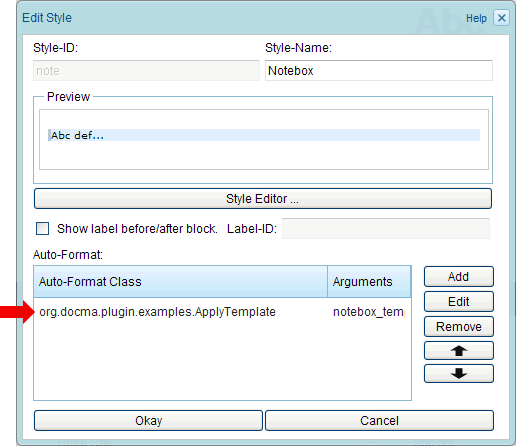 Edit Style
Help
Style-ID:
Style-Name:
note
Notebox
Preview
Abc def...
Style Editor ...
Show label before/after block. Label-ID:
Auto-Format:
Auto-Format Class
Arguments
org.docma.plugin.examples.ApplyTemplate
notebox_temp
Add
Edit
Remove
Okay
Cancel